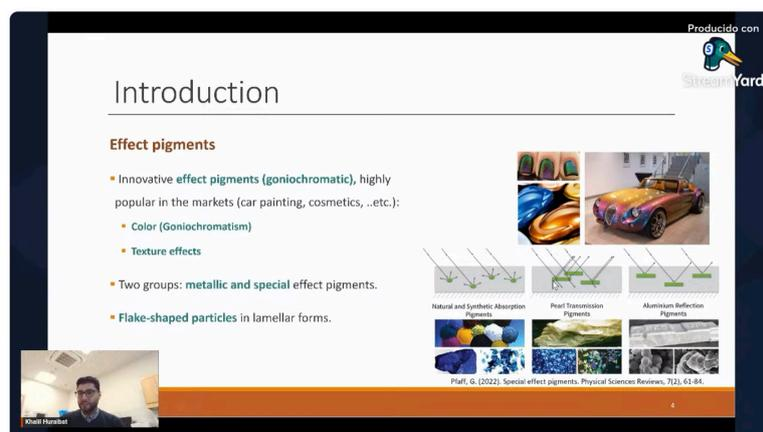 Producido con
StreamYard
Introduction
Effect pigments
Innovative effect pigments (goniochromatic), highly
popular in the markets (car painting, cosmetics, ..etc.):
Color (Goniochromatism)
Texture effects
Two groups: metallic and special effect pigments.
Flake-shaped particles in lamellar forms.
Natural and Synthetic Absorption
Pigments
Pearl Transmission
Pigments
Aluminium Reflection
Pigments
Pfaff, G. (2022). Special effect pigments. Physical Sciences Reviews, 7(2), 61-84.
4
Khalil Huraibat